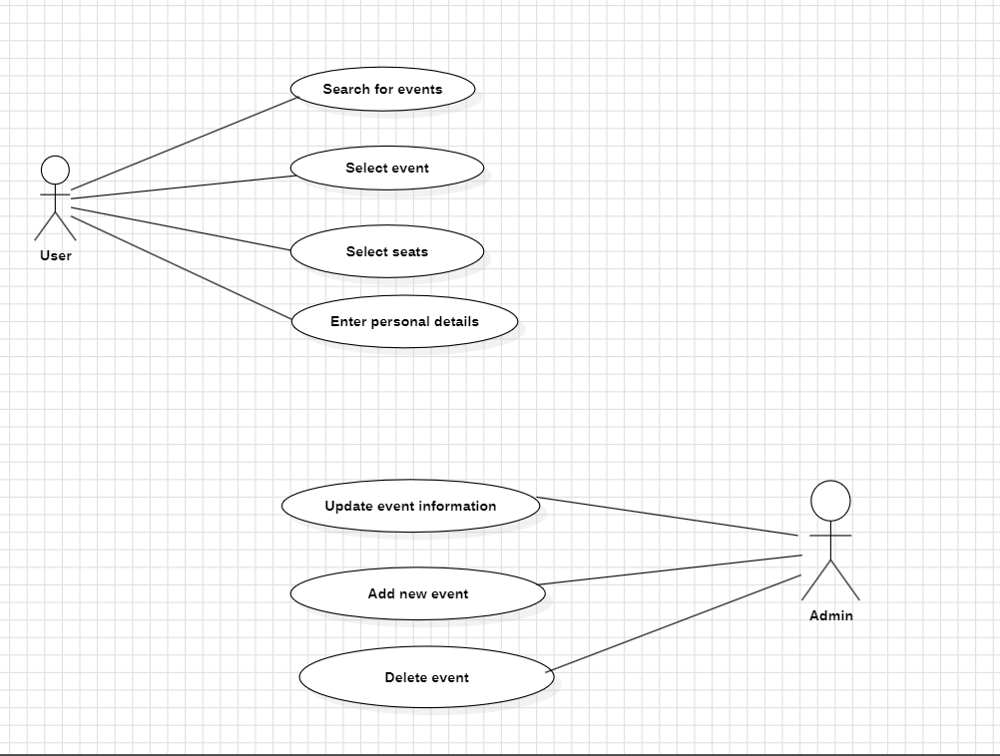 Search for events
Select event
Select seats
User
Enter personal details
Update event information
Add new event
Admin
Delete event